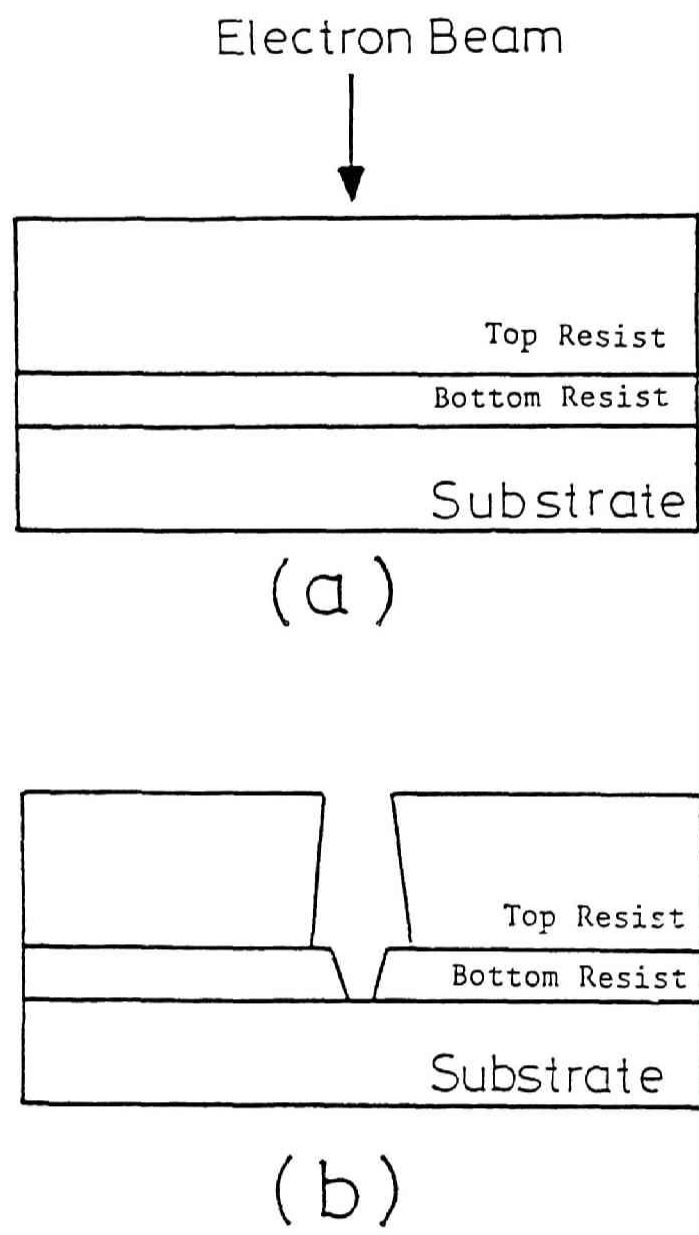 Electron Beam
Top Resist
Bottom Resist
Substrate
(a)
Top Resist
Bottom Resist
Substrate
(b)